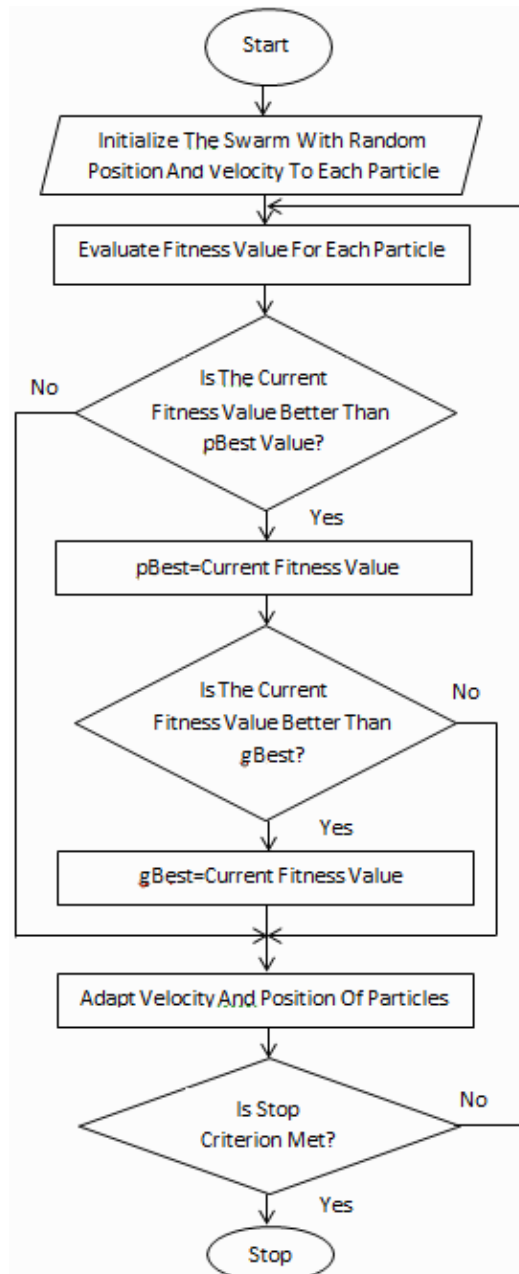 Start
Initialize The Swarm With Random
Position And Velocity To Each Particle
Evaluate Fitness Value For Each Particle
No
Is The Current
Fitness Value Better Than
pBest Value?
Yes
pBest=Current Fitness Value
Is The Current
Fitness Value Better Than
gBest?
No
Yes
gBest=Current Fitness Value
Adapt Velocity And Position Of Particles
Is Stop
Criterion Met?
No
Yes
Stop